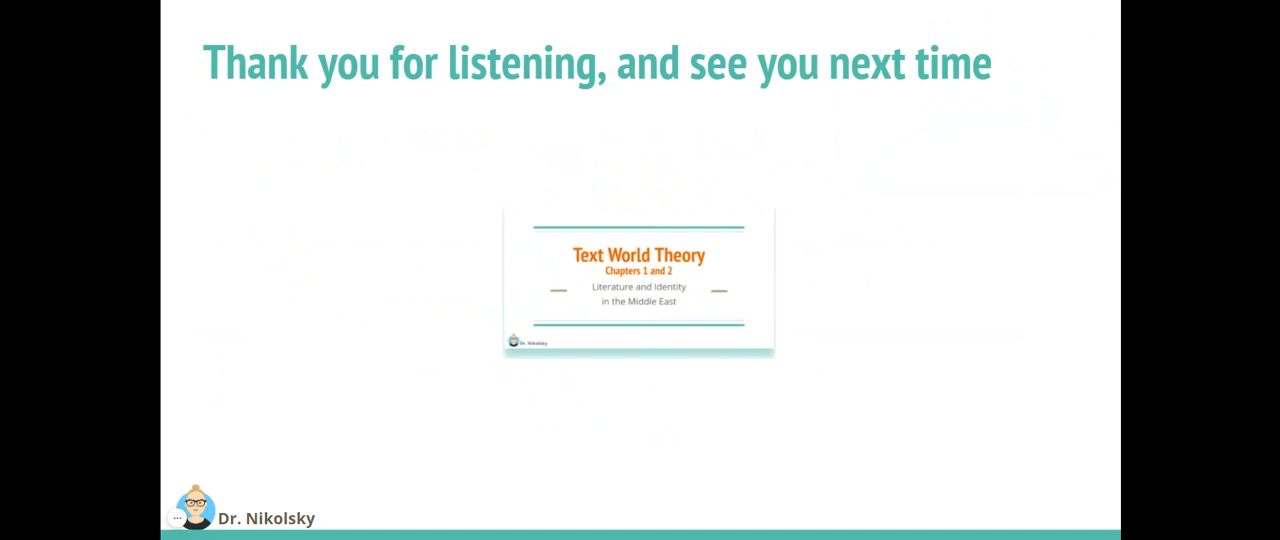 Thank you for listening, and see you next time
Text World Theory
Chapters 1 and 2
Literature and Identity
in the Middle East
Dr. Nikolsky
Dr. Nikolsky